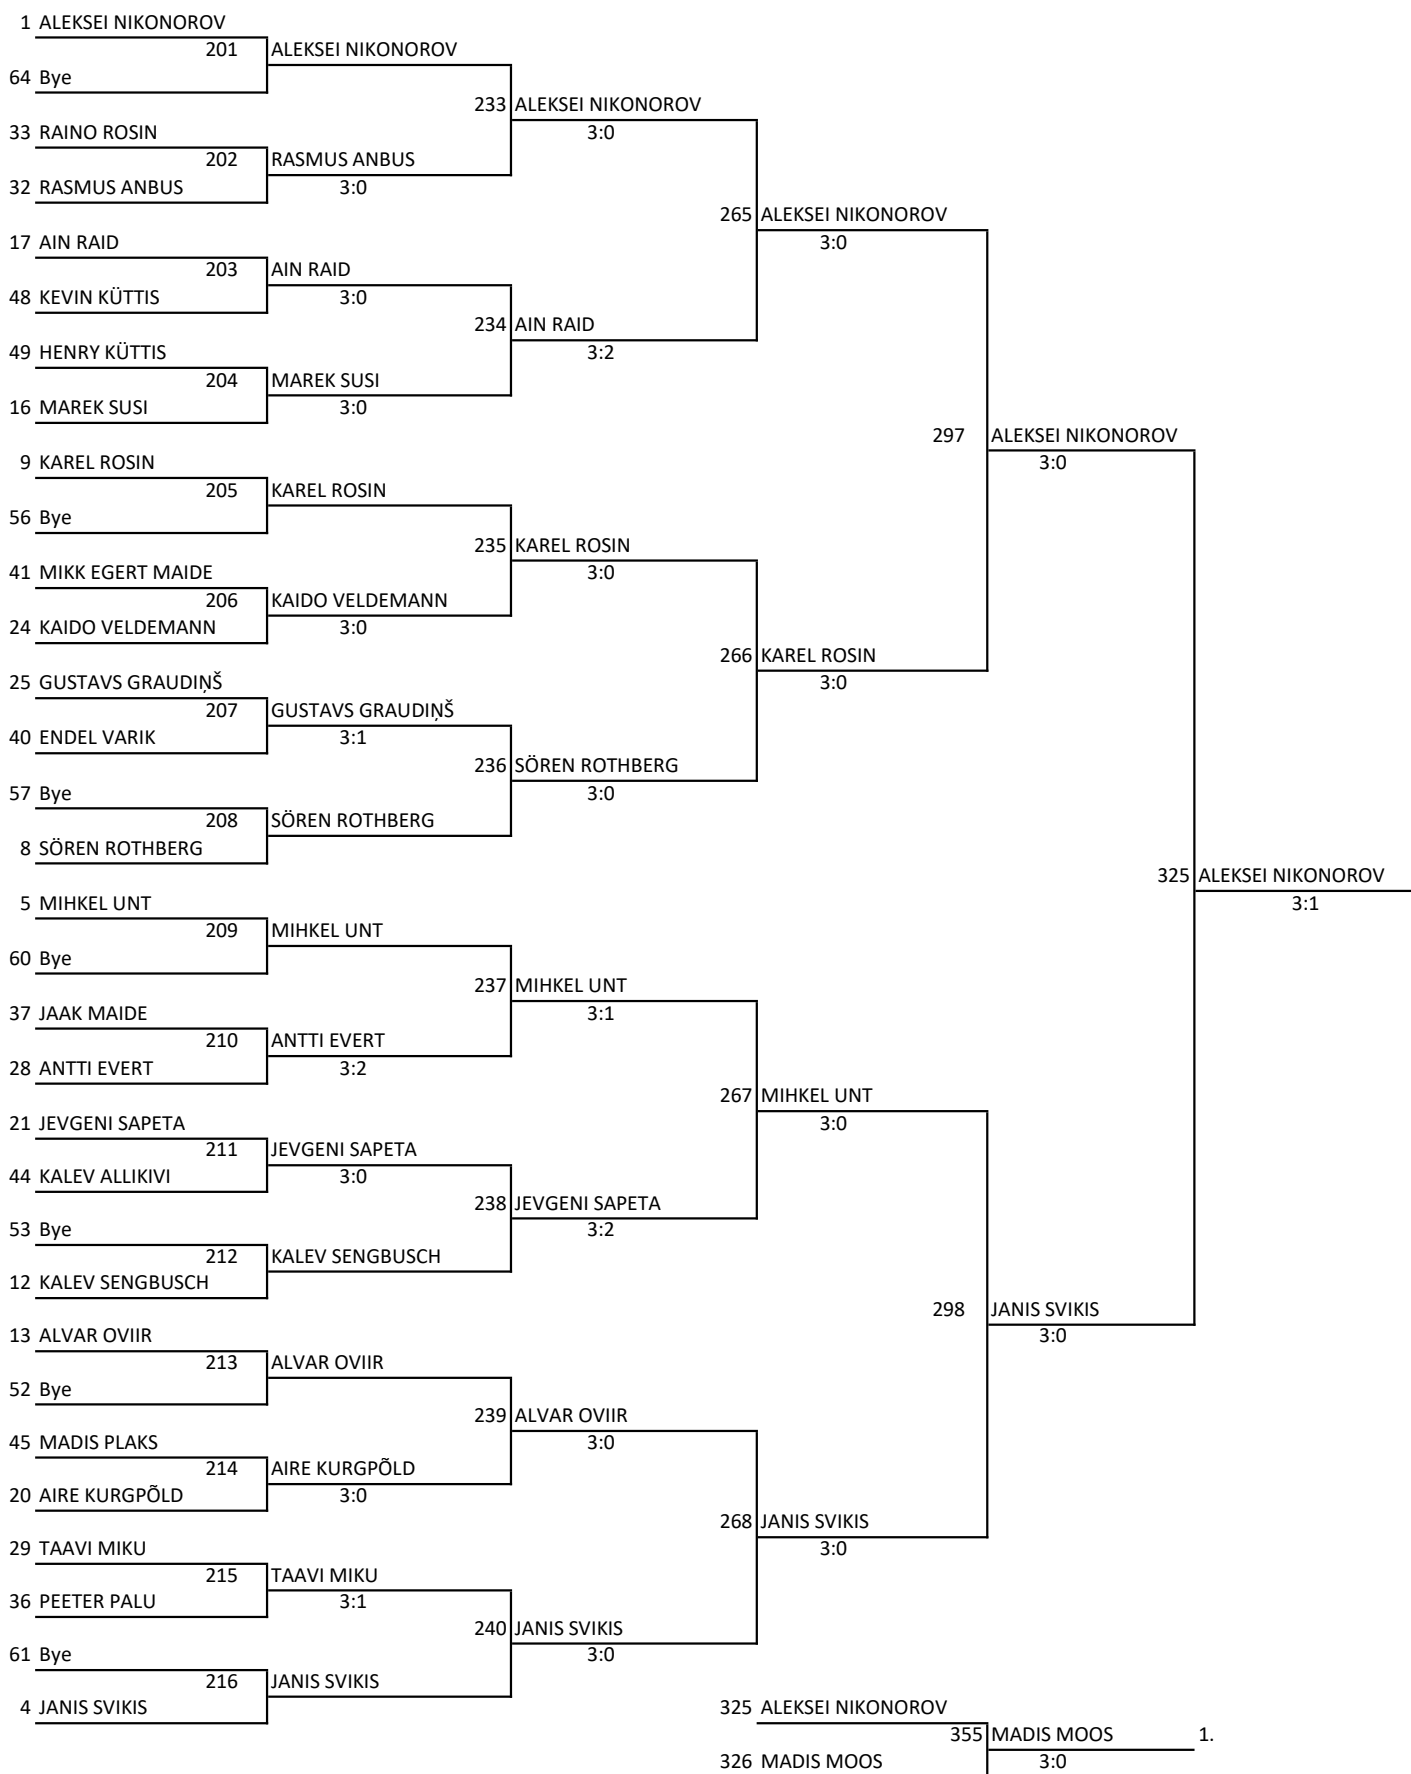 1 ALEKSEI NIKONOROV
201 ALEKSEI NIKONOROV
64 Bye
233 ALEKSEI NIKONOROV
33 RAINO ROSIN 3:0
202 RASMUS ANBUS
32 RASMUS ANBUS 3:0
265 ALEKSEI NIKONOROV
17 AIN RAID 3:0
203 AIN RAID
48 KEVIN KÜTTIS 3:0
234 AIN RAID
49 HENRY KÜTTIS 3:2
204 MAREK SUSI
16 MAREK SUSI 3:0
297 ALEKSEI NIKONOROV
9 KAREL ROSIN 3:0
205 KAREL ROSIN
56 Bye
235 KAREL ROSIN
41 MIKK EGERT MAIDE 3:0
206 KAIDO VELDEMANN
24 KAIDO VELDEMANN 3:0
266 KAREL ROSIN
25 GUSTAVS GRAUDIŅŠ 3:0
207 GUSTAVS GRAUDIŅŠ
40 ENDEL VARIK 3:1
236 SÖREN ROTHBERG
57 Bye 3:0
208 SÖREN ROTHBERG
8 SÖREN ROTHBERG
325 ALEKSEI NIKONOROV
5 MIHKEL UNT 3:1
209 MIHKEL UNT
60 Bye
237 MIHKEL UNT
37 JAAK MAIDE 3:1
210 ANTTI EVERT
28 ANTTI EVERT 3:2
267 MIHKEL UNT
21 JEVGENI SAPETA 3:0
211 JEVGENI SAPETA
44 KALEV ALLIKIVI 3:0
238 JEVGENI SAPETA
53 Bye 3:2
212 KALEV SENGBUSCH
12 KALEV SENGBUSCH
298 JANIS SVIKIS
13 ALVAR OVIIR 3:0
213 ALVAR OVIIR
52 Bye
239 ALVAR OVIIR
45 MADIS PLAKS 3:0
214 AIRE KURGPÕLD
20 AIRE KURGPÕLD 3:0
268 JANIS SVIKIS
29 TAAVI MIKU 3:0
215 TAAVI MIKU
36 PEETER PALU 3:1
240 JANIS SVIKIS
61 Bye 3:0
216 JANIS SVIKIS
4 JANIS SVIKIS 325 ALEKSEI NIKONOROV
355 MADIS MOOS 1.
326 MADIS MOOS 3:0